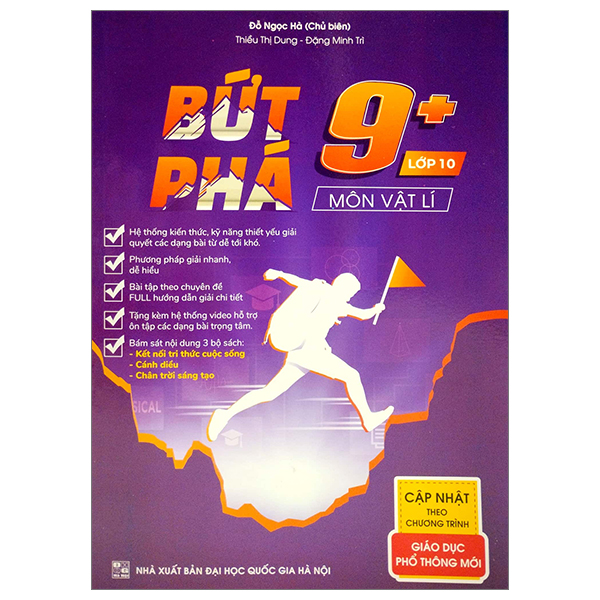 Đỗ Ngọc Hà (Chủ biên)
Thiều Thị Dung - Đặng Minh Trì
BỨT
PHÁ
9+
LỚP 10
MÔN VẬT LÍ
Hệ thống kiến thức, kỹ năng thiết yếu giải
quyết các dạng bài từ dễ tới khó.
Phương pháp giải nhanh,
dễ hiểu
Bài tập theo chuyên đề
FULL hướng dẫn giải chi tiết
Tặng kèm hệ thống video hỗ trợ
ôn tập các dạng bài trọng tâm.
Bám sát nội dung 3 bộ sách:
- Kết nối tri thức cuộc sống
- Cánh diều
- Chân trời sáng tạo
SICAL
CẬP NHẬT
THEO
CHƯƠNG TRÌNH
GIÁO DỤC
PHỔ THÔNG MỚI
NHÀ XUẤT BẢN ĐẠI HỌC QUỐC GIA HÀ NỘI